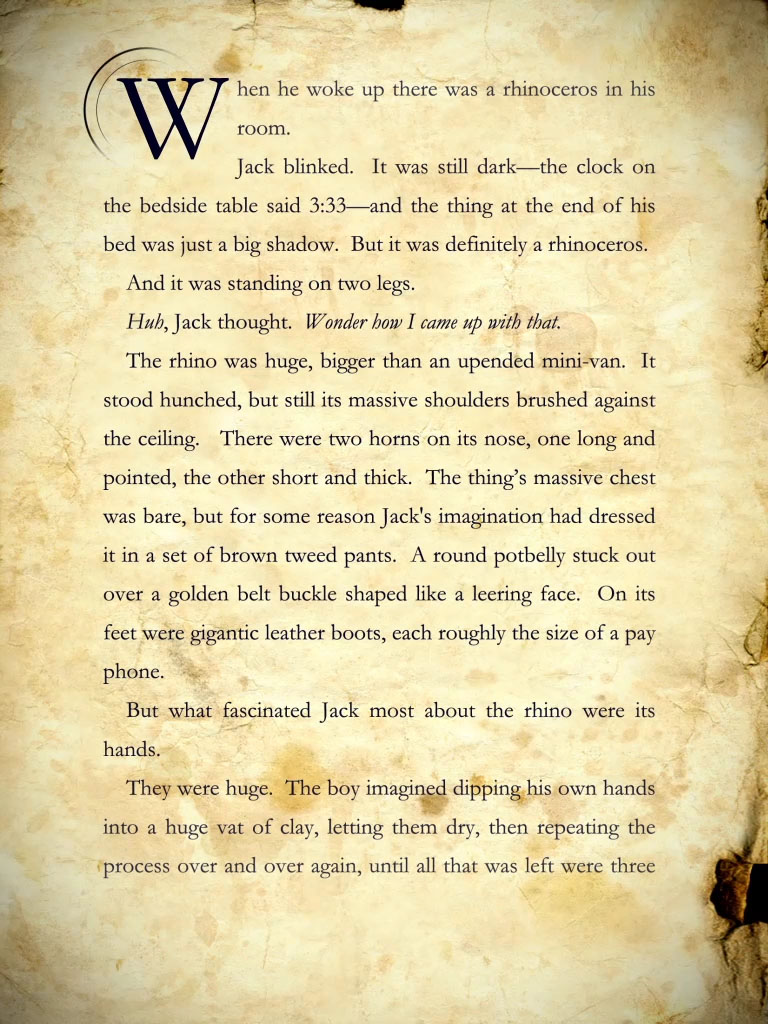 When he woke up there was a rhinoceros in his
room.
Jack blinked.  It was still dark—the clock on
the bedside table said 3:33—and the thing at the end of his
bed was just a big shadow.  But it was definitely a rhinoceros.
And it was standing on two legs.
Huh, Jack thought.  Wonder how I came up with that.
The rhino was huge, bigger than an upended mini-van.  It
stood hunched, but still its massive shoulders brushed against
the ceiling.  There were two horns on its nose, one long and
pointed, the other short and thick.  The thing’s massive chest
was bare, but for some reason Jack's imagination had dressed
it in a set of brown tweed pants.  A round potbelly stuck out
over a golden belt buckle shaped like a leering face.  On its
feet were gigantic leather boots, each roughly the size of a pay
phone.
But what fascinated Jack most about the rhino were its
hands.
They were huge.  The boy imagined dipping his own hands
into a huge vat of clay, letting them dry, then repeating the
process over and over again, until all that was left were three